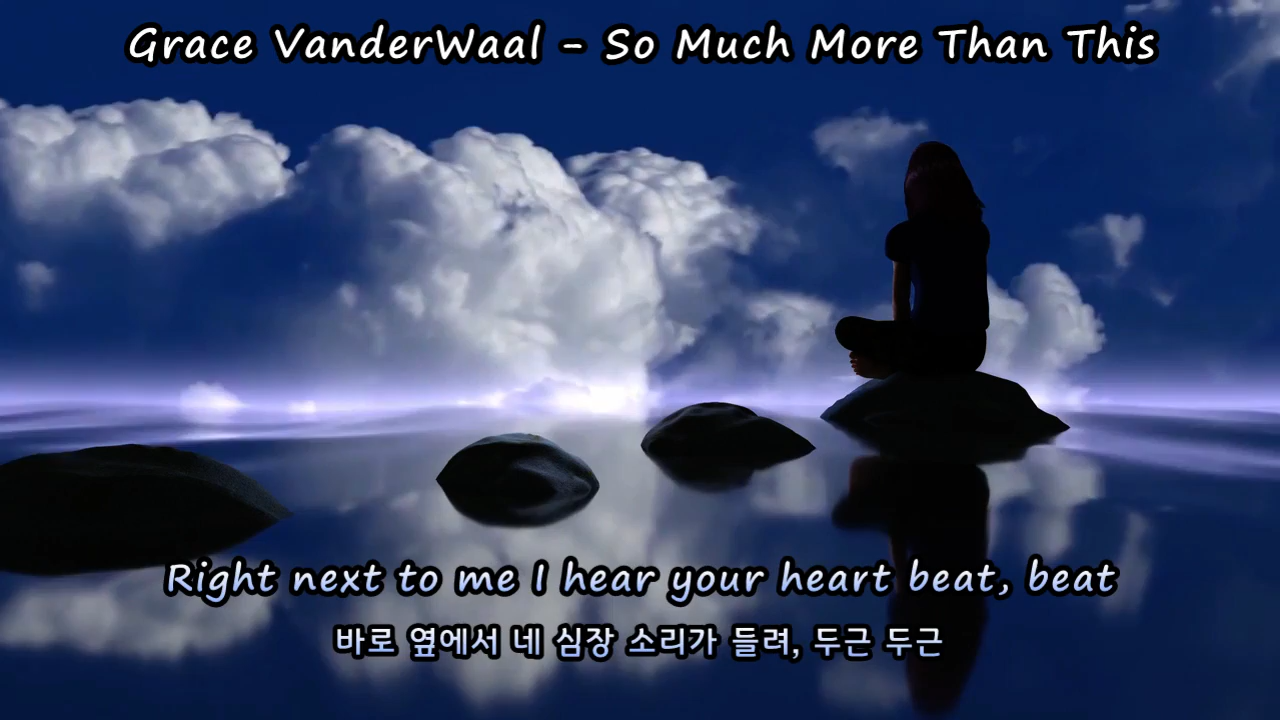 Grace VanderWaal - So Much More Than This
Right next to me I hear your heart beat, beat
바로 옆에서 네 심장 소리가 들려, 두근 두근